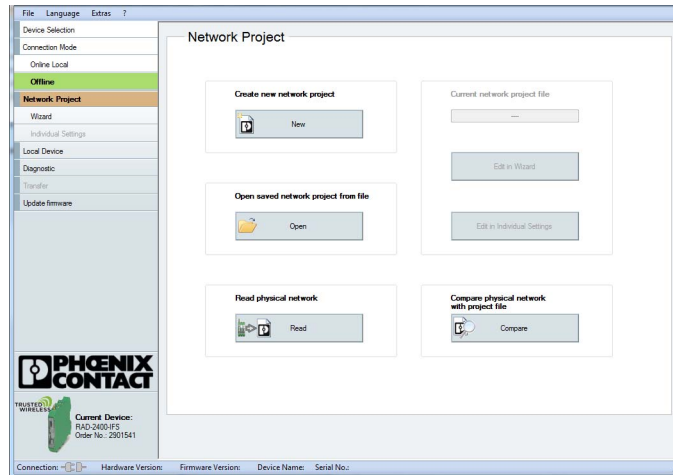 File Language Extras ?
Device Selection
Connection Mode
Online Local
Offline
Network Project
Wizard
Individual Settings
Local Device
Diagnostic
Transfer
Update firmware
Network Project
Create new network project
New
Open saved network project from file
Open
Read physical network
Read
Current network project file
---
Edit in Wizard
Edit in Individual Settings
Compare physical network
with project file
Compare
PHŒNIX
CONTACT
TRUSTED
WIRELESS
Current Device:
RAD-2400-IFS
Order No.: 2901541
Connection: Hardware Version: Firmware Version: Device Name: Serial No.: